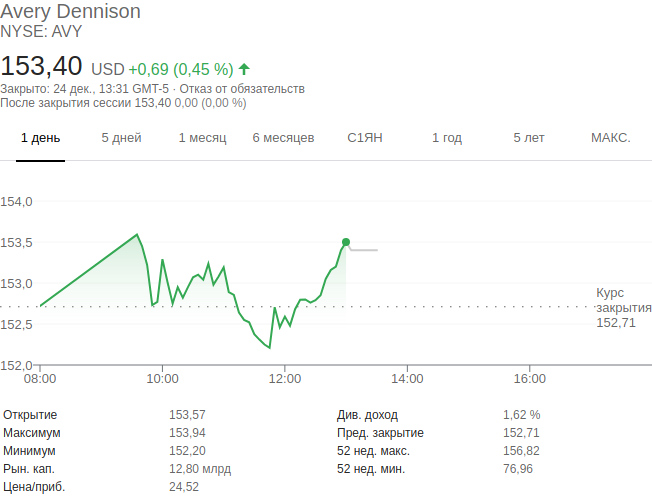 Avery Dennison
NYSE: AVY
153,40 USD +0,69 (0,45 %)
Закрыто: 24 дек., 13:31 GMT-5 · Отказ от обязательств
После закрытия сессии 153,40 0,00 (0,00 %)
1 день 5 дней 1 месяц 6 месяцев С1ЯН 1 год 5 лет МАКС.
154,0
153,5
153,0
152,5
152,0
Курс
закрытия
152,71
08:00 10:00 12:00 14:00 16:00
Открытие 153,57 Див. доход 1,62 %
Максимум 153,94 Пред. закрытие 152,71
Минимум 152,20 52 нед. макс. 156,82
Рын. кап. 12,80 млрд 52 нед. мин. 76,96
Цена/приб. 24,52